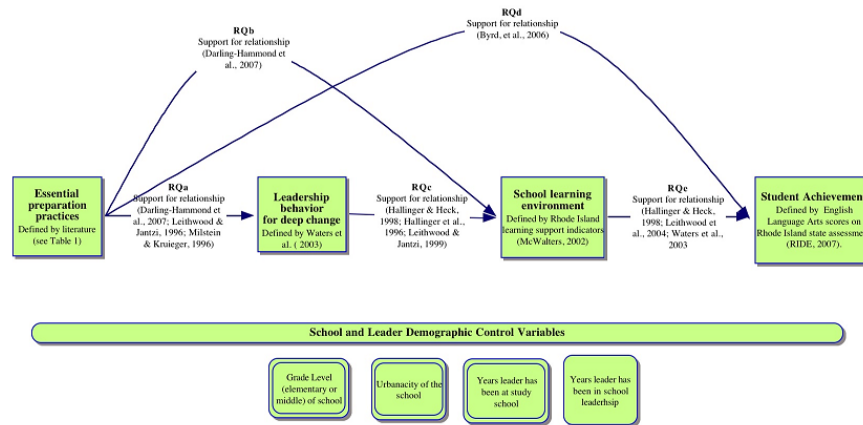 RQb
Support for relationship
(Darling-Hammond et
al., 2007)
RQd
Support for relationship
(Byrd, et al., 2006)
Essential
preparation
practices
Defined by literature
(see Table 1)
RQa
Support for relationship
(Darling-Hammond et
al., 2007; Leithwood &
Jantzi, 1996; Milstein
& Kruieger, 1996)
Leadership
behavior
for deep change
Defined by Waters et
al. ( 2003)
RQc
Support for relationship
(Hallinger & Heck,
1998; Hallinger et al.,
1996; Leithwood &
Jantzi, 1999)
School learning
environment
Defined by Rhode Island
learning support indicators
(McWalters, 2002)
RQe
Support for relationship
(Hallinger & Heck,
1998; Leithwood et
al., 2004; Waters et al.,
2003
Student Achievemen
Defined by English
Language Arts scores on
Rhode Island state assessme
(RIDE, 2007).
School and Leader Demographic Control Variables
Grade Level
(elementary or
middle) of school
Urbanacity of the
school
Years leader has
been at study
school
Years leader has
been in school
leaderhsip